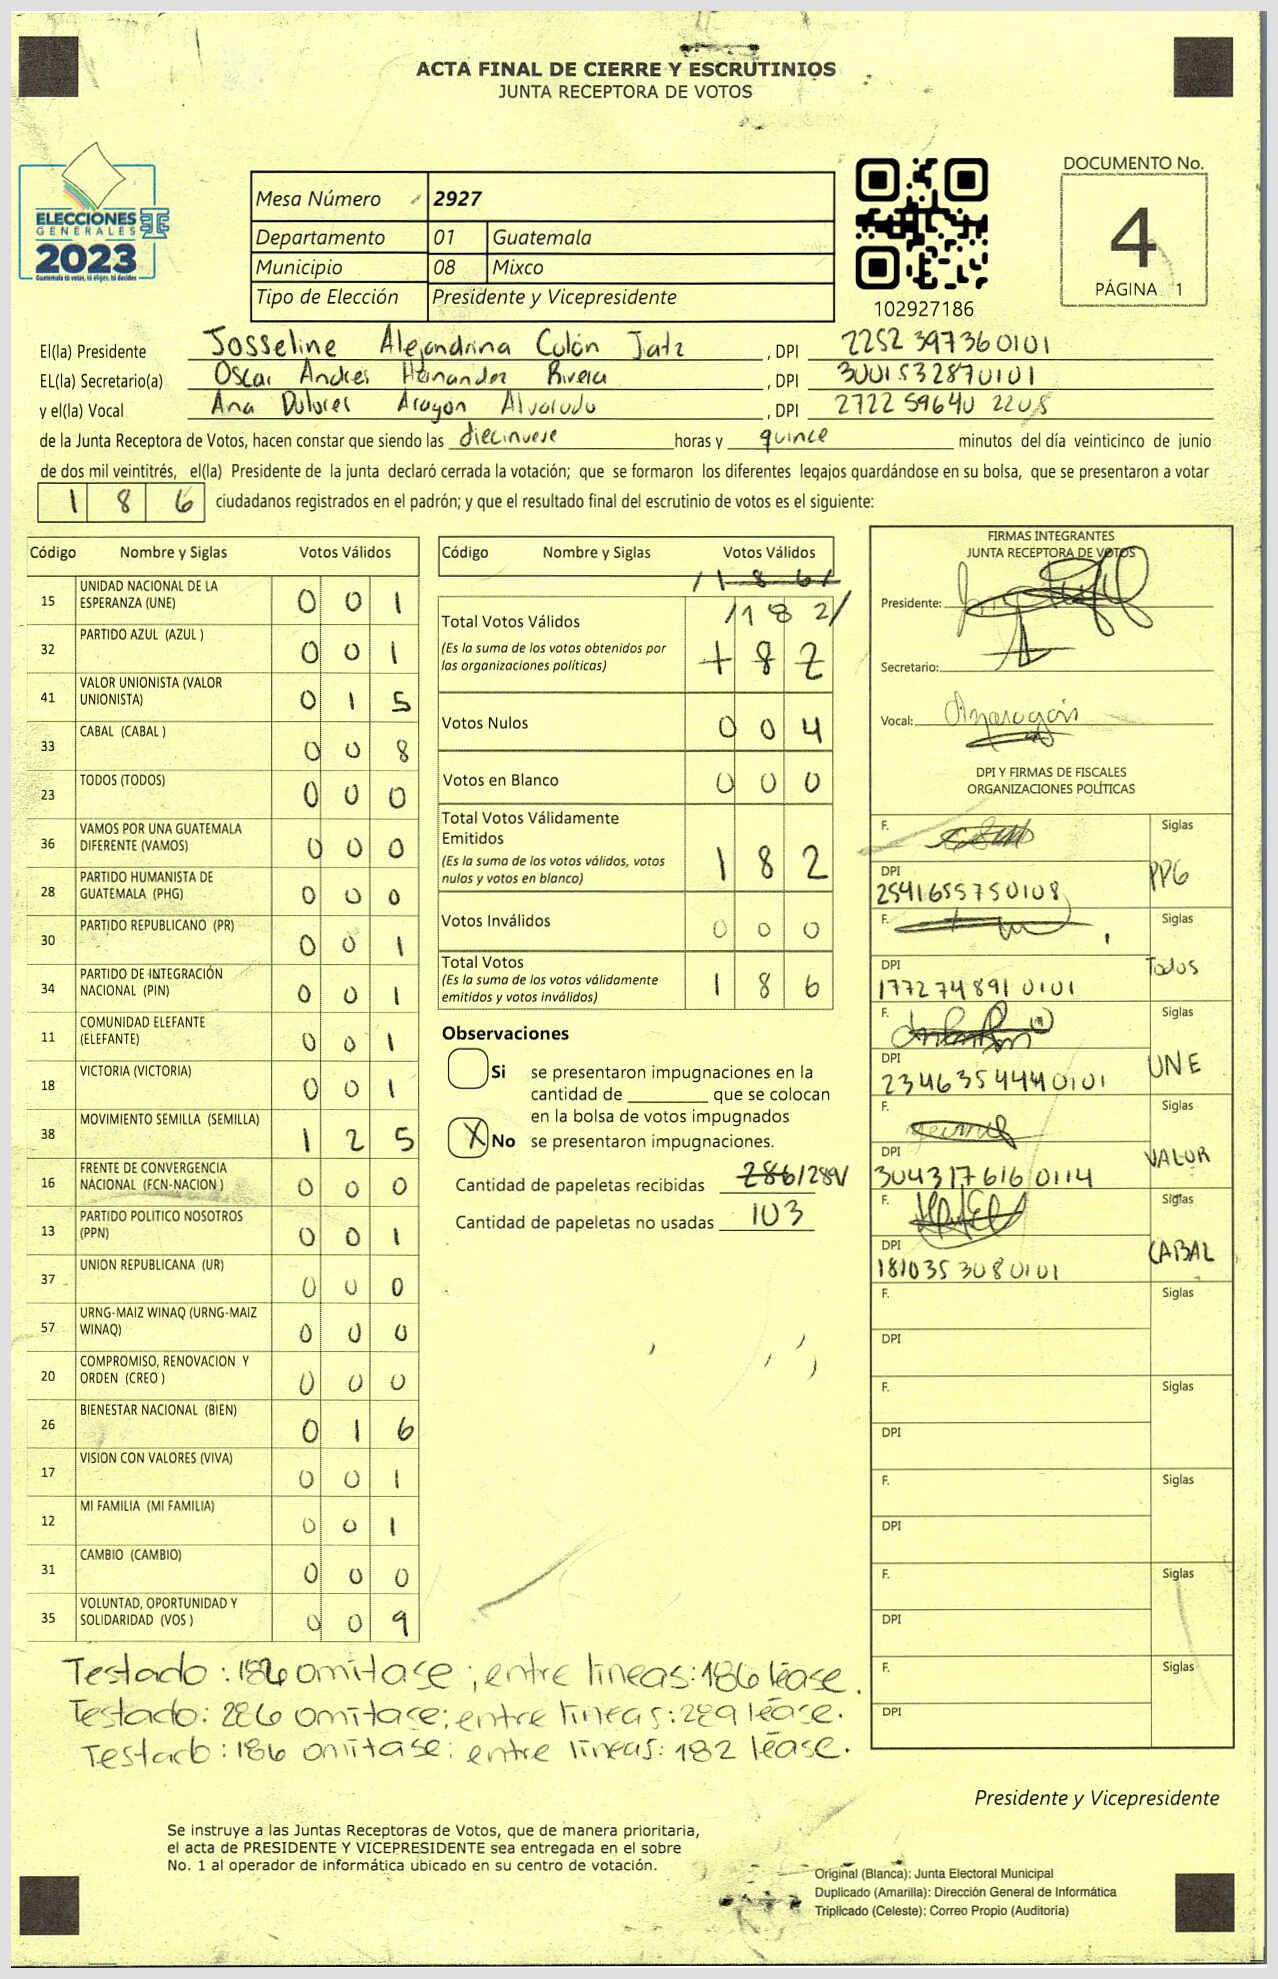 ACTA FINAL DE CIERRE Y ESCRUTINIOS
JUNTA RECEPTORA DE VOTOS
ELECCIONES
GENERALES
2023
Guatemala tú votas, tú eliges, tú decides
Mesa Número 2927
Departamento 01 Guatemala
Municipio 08 Mixco
Tipo de Elección Presidente y Vicepresidente
102927186
DOCUMENTO No.
4
PÁGINA 1
El(la) Presidente Josseline Alejandrina Colón Jatz , DPI 2252 39736 0101
EL(la) Secretario(a) Oscar Andres Hernandez Rivera , DPI 3001532870101
y el(la) Vocal Ana Dolores Aragon Alvarado , DPI 2722 59640 2205
de la Junta Receptora de Votos, hacen constar que siendo las diecinueve horas y quince minutos del día veinticinco de junio
de dos mil veintitrés, el(la) Presidente de la junta declaró cerrada la votación; que se formaron los diferentes legajos quardándose en su bolsa, que se presentaron a votar
1 8 6 ciudadanos registrados en el padrón; y que el resultado final del escrutinio de votos es el siguiente:
Código Nombre y Siglas Votos Válidos
15 UNIDAD NACIONAL DE LA ESPERANZA (UNE) 0 0 1
32 PARTIDO AZUL (AZUL ) 0 0 1
41 VALOR UNIONISTA (VALOR UNIONISTA) 0 1 5
33 CABAL (CABAL ) 0 0 8
23 TODOS (TODOS) 0 0 0
36 VAMOS POR UNA GUATEMALA DIFERENTE (VAMOS) 0 0 0
28 PARTIDO HUMANISTA DE GUATEMALA (PHG) 0 0 0
30 PARTIDO REPUBLICANO (PR) 0 0 1
34 PARTIDO DE INTEGRACIÓN NACIONAL (PIN) 0 0 1
11 COMUNIDAD ELEFANTE (ELEFANTE) 0 0 1
18 VICTORIA (VICTORIA) 0 0 1
38 MOVIMIENTO SEMILLA (SEMILLA) 1 2 5
16 FRENTE DE CONVERGENCIA NACIONAL (FCN-NACION ) 0 0 0
13 PARTIDO POLITICO NOSOTROS (PPN) 0 0 1
37 UNION REPUBLICANA (UR) 0 0 0
57 URNG-MAIZ WINAQ (URNG-MAIZ WINAQ) 0 0 0
20 COMPROMISO, RENOVACION Y ORDEN (CREO ) 0 0 0
26 BIENESTAR NACIONAL (BIEN) 0 1 6
17 VISION CON VALORES (VIVA) 0 0 1
12 MI FAMILIA (MI FAMILIA) 0 0 1
31 CAMBIO (CAMBIO) 0 0 0
35 VOLUNTAD, OPORTUNIDAD Y SOLIDARIDAD (VOS ) 0 0 9
Código Nombre y Siglas Votos Válidos
/ 1 8 6 /
Total Votos Válidos /1 8 2/
(Es la suma de los votos obtenidos por las organizaciones políticas) 1 8 2
Votos Nulos 0 0 4
Votos en Blanco 0 0 0
Total Votos Válidamente Emitidos
(Es la suma de los votos válidos, votos nulos y votos en blanco) 1 8 2
Votos Inválidos 0 0 0
Total Votos
(Es la suma de los votos válidamente emitidos y votos inválidos) 1 8 6
Observaciones
Si se presentaron impugnaciones en la
cantidad de ________ que se colocan
en la bolsa de votos impugnados
X No se presentaron impugnaciones.
Cantidad de papeletas recibidas 286/289/
Cantidad de papeletas no usadas 103
FIRMAS INTEGRANTES
JUNTA RECEPTORA DE VOTOS
Presidente:
Secretario:
Vocal:
DPI Y FIRMAS DE FISCALES
ORGANIZACIONES POLÍTICAS
F. Siglas
DPI PPG
2541655750108
F. Siglas
DPI Todos
1772748910101
F. Siglas
DPI UNE
2346354440101
F. Siglas
DPI VALOR
3043176160114
F. Siglas
DPI CABAL
1810353080101
F. Siglas
DPI
F. Siglas
DPI
F. Siglas
DPI
F. Siglas
DPI
F. Siglas
DPI
Testado : 186 omitase ; entre lineas: 186 léase.
Testado: 286 omitase; entre lineas: 289 léase.
Testado : 186 omitase: entre lineas: 182 léase.
Presidente y Vicepresidente
Se instruye a las Juntas Receptoras de Votos, que de manera prioritaria,
el acta de PRESIDENTE Y VICEPRESIDENTE sea entregada en el sobre
No. 1 al operador de informática ubicado en su centro de votación.
Original (Blanca): Junta Electoral Municipal
Duplicado (Amarilla): Dirección General de Informática
Triplicado (Celeste): Correo Propio (Auditoria)